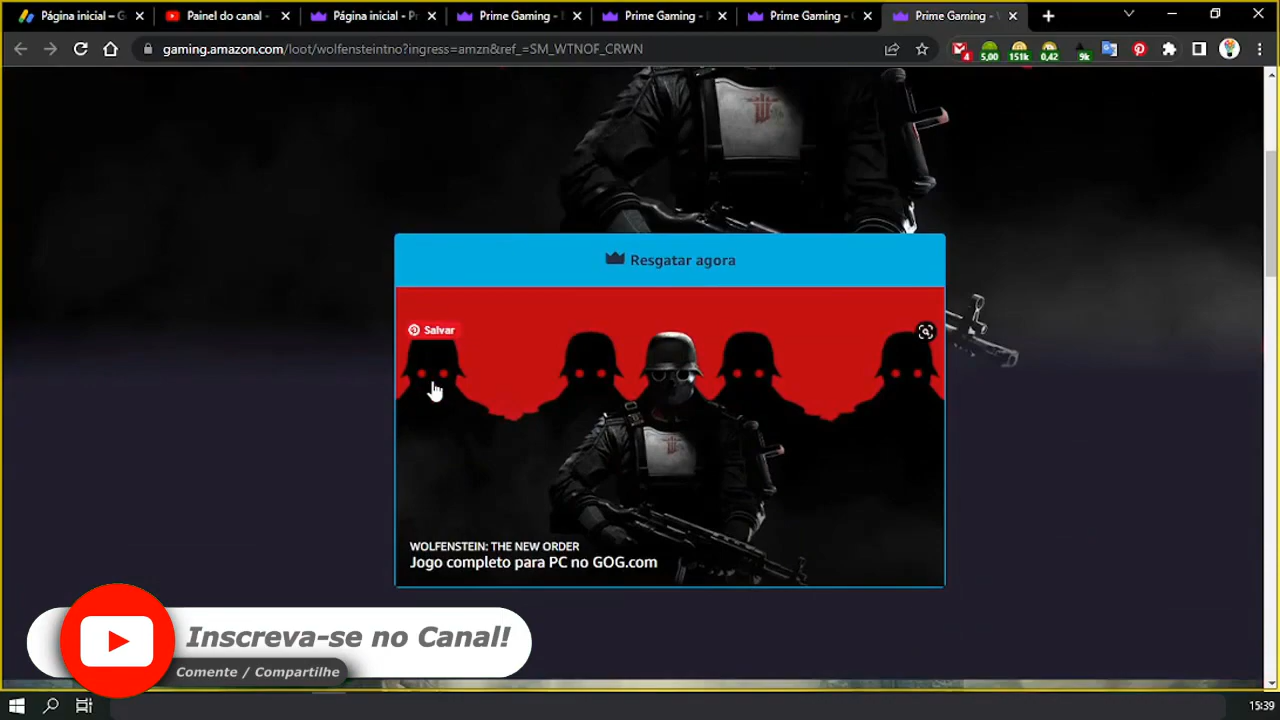 Página inicial – G
Painel do canal -
Página inicial - Pr
Prime Gaming -
Prime Gaming -
Prime Gaming -
Prime Gaming -
gaming.amazon.com/loot/wolfensteintno?ingress=amzn&ref_=SM_WTNOF_CRWN
4
5,00
151k
0,42
9k
Resgatar agora
Salvar
WOLFENSTEIN: THE NEW ORDER
Jogo completo para PC no GOG.com
Inscreva-se no Canal!
Comente / Compartilhe
15:39